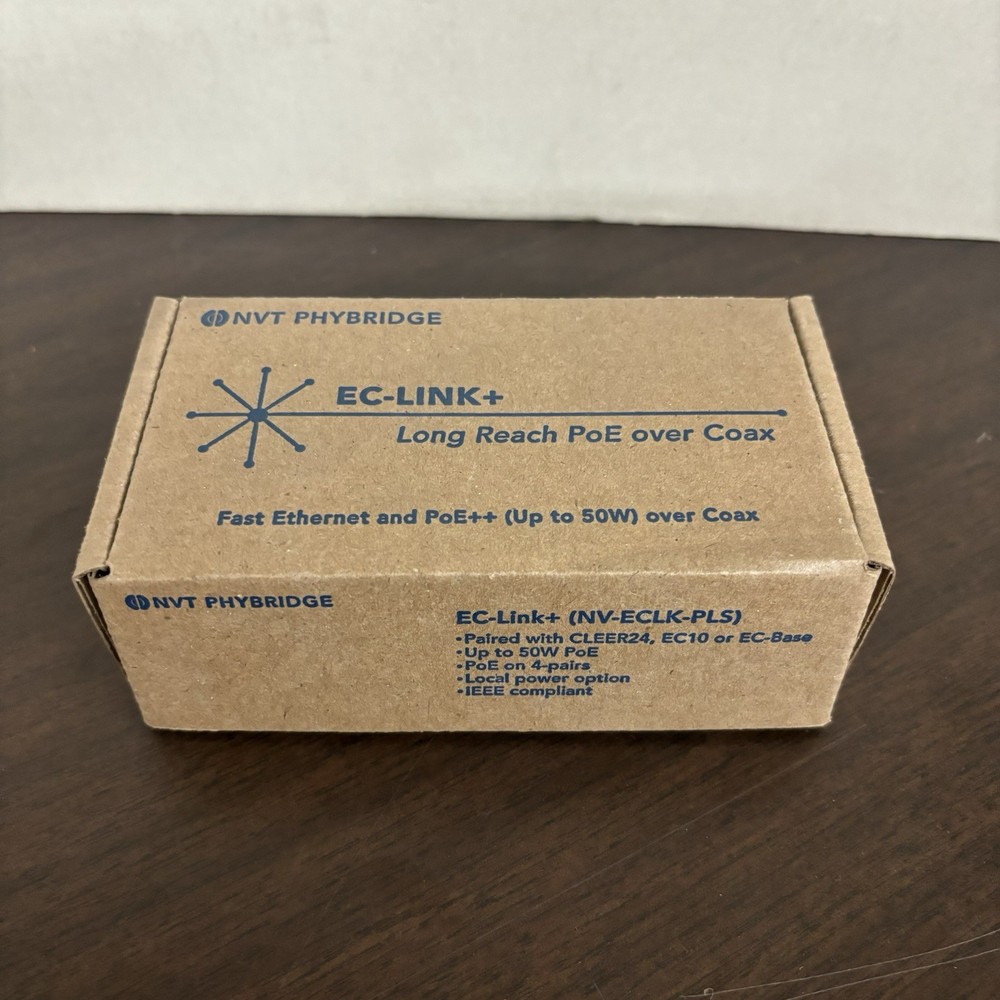 NVT PHYBRIDGE
EC-LINK+
Long Reach PoE over Coax
Fast Ethernet and PoE++ (Up to 50W) over Coax
NVT PHYBRIDGE
EC-Link+ (NV-ECLK-PLS)
•Paired with CLEER24, EC10 or EC-Base
•Up to 50W PoE
•PoE on 4-pairs
•Local power option
•IEEE compliant